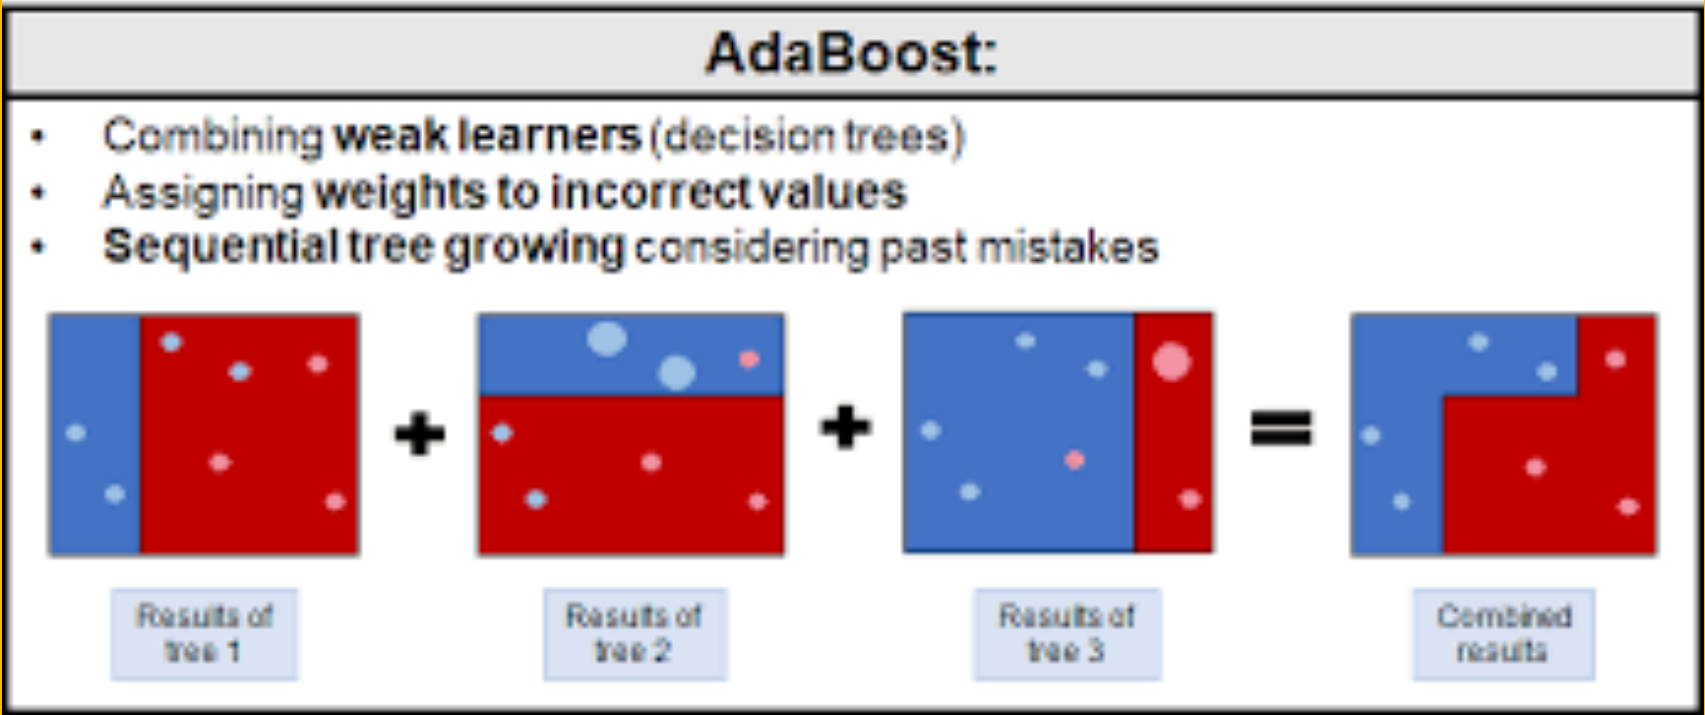 AdaBoost:
• Combining weak learners (decision trees)
• Assigning weights to incorrect values
• Sequential tree growing considering past mistakes
Results of
tree 1
Results of
tree 2
Results of
tree 3
Combined
results